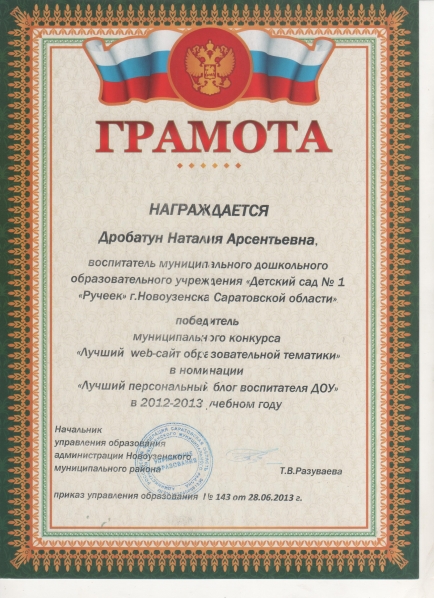 ГРАМОТА
НАГРАЖДАЕТСЯ
Дробатун Наталия Арсентьевна,
воспитатель муниципального дошкольного
образовательного учреждения «Детский сад № 1
«Ручеек» г.Новоузенска Саратовской области»
победитель
муниципального конкурса
«Лучший web-сайт образовательной тематики»
в номинации
«Лучший персональный блог воспитателя ДОУ»
в 2012-2013 учебном году
Начальник
управления образования
администрации Новоузенского
муниципального района
Т.В.Разуваева
приказ управления образования № 143 от 28.06.2013 г.